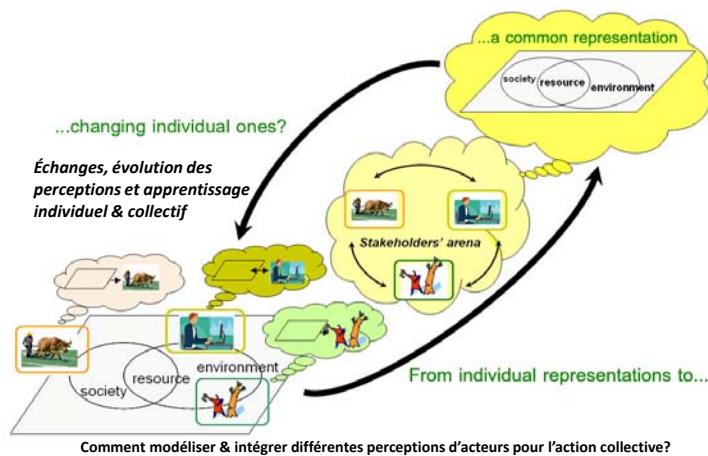 ...a common representation
society
resource
environment
...changing individual ones?
Échanges, évolution des
perceptions et apprentissage
individuel & collectif
Stakeholders' arena
society
resource
environment
From individual representations to...
Comment modéliser & intégrer différentes perceptions d'acteurs pour l'action collective?